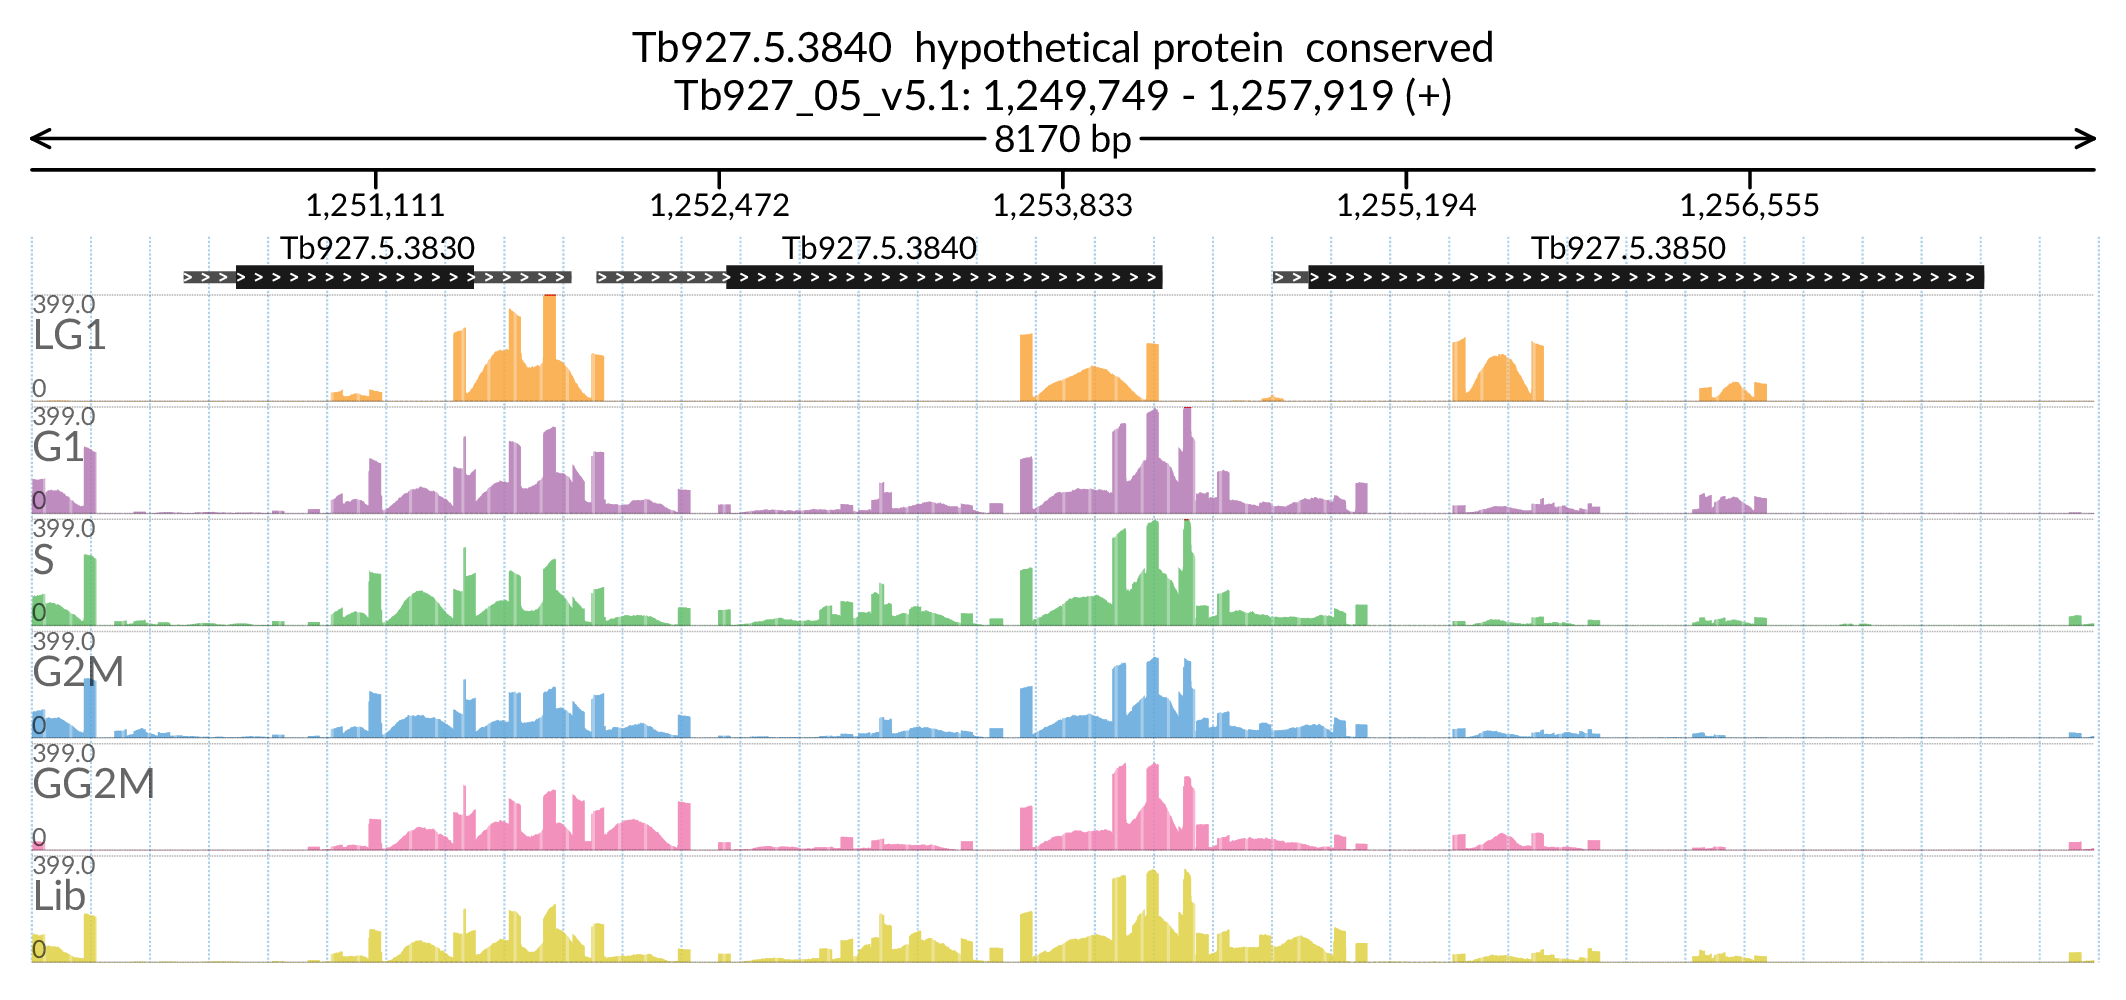 Tb927.5.3840  hypothetical protein  conserved
Tb927_05_v5.1: 1,249,749 - 1,257,919 (+)
8170 bp
1,251,111 1,252,472 1,253,833 1,255,194 1,256,555
Tb927.5.3830 Tb927.5.3840 Tb927.5.3850
399.0
LG1
0
399.0
G1
0
399.0
S
0
399.0
G2M
0
399.0
GG2M
0
399.0
Lib
0